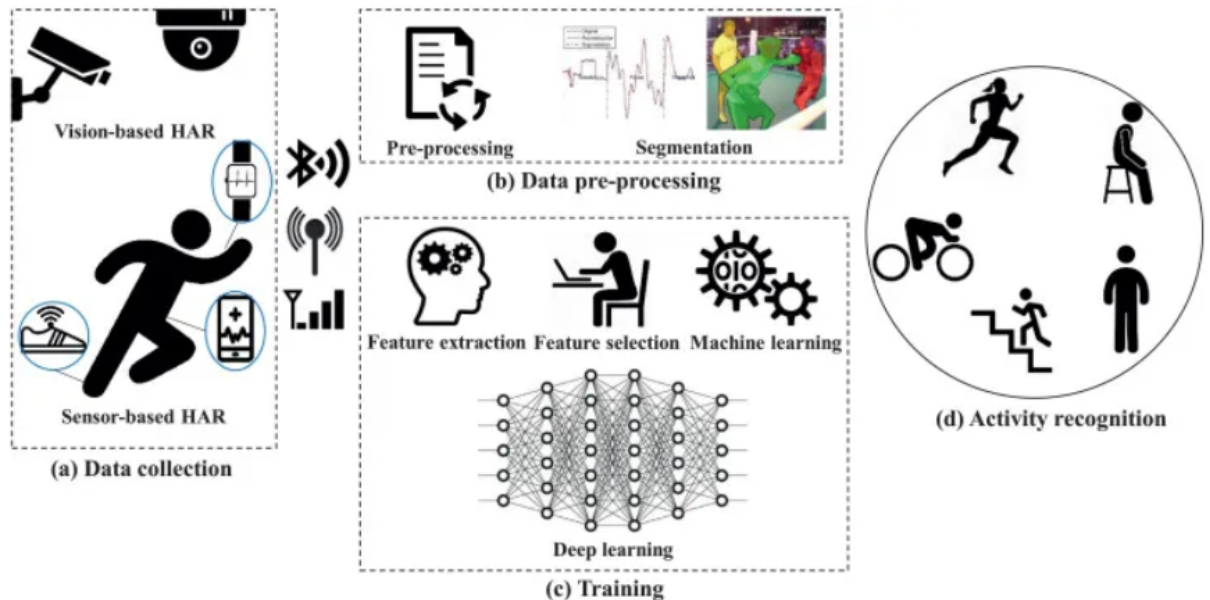 Vision-based HAR
Sensor-based HAR
(a) Data collection
Pre-processing
Segmentation
(b) Data pre-processing
Feature extraction
Feature selection
Machine learning
Deep learning
(c) Training
(d) Activity recognition